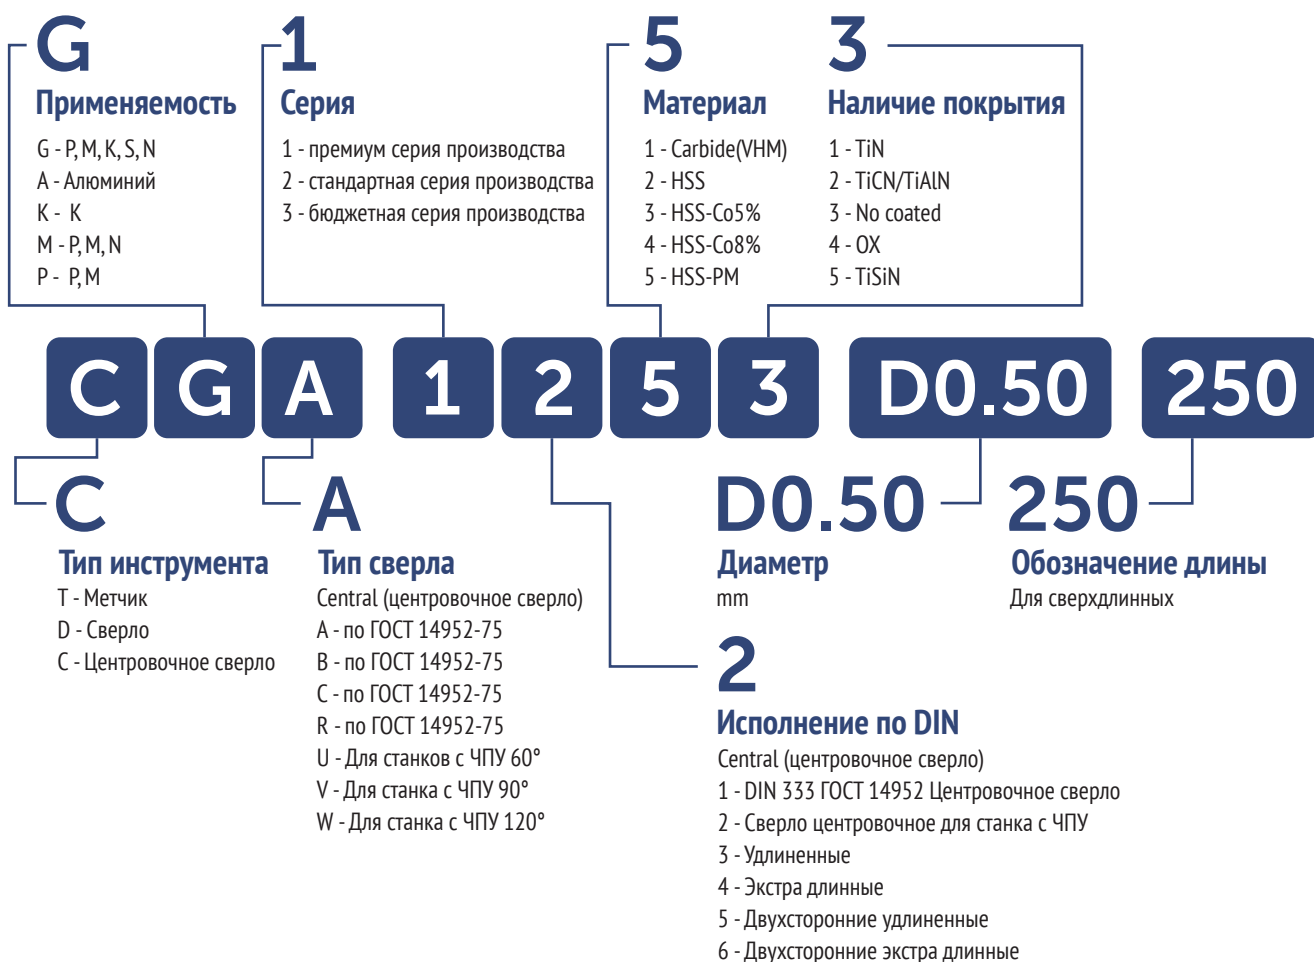 G
Применяемость
G - P, M, K, S, N
A - Алюминий
K - K
M - P, M, N
P - P, M
1
Серия
1 - премиум серия производства
2 - стандартная серия производства
3 - бюджетная серия производства
5
Материал
1 - Carbide(VHM)
2 - HSS
3 - HSS-Co5%
4 - HSS-Co8%
5 - HSS-PM
3
Наличие покрытия
1 - TiN
2 - TiCN/TiAlN
3 - No coated
4 - OX
5 - TiSiN
C G A 1 2 5 3 D0.50 250
C
Тип инструмента
T - Метчик
D - Сверло
C - Центровочное сверло
A
Тип сверла
Central (центровочное сверло)
A - по ГОСТ 14952-75
B - по ГОСТ 14952-75
C - по ГОСТ 14952-75
R - по ГОСТ 14952-75
U - Для станков с ЧПУ 60°
V - Для станка с ЧПУ 90°
W - Для станка с ЧПУ 120°
D0.50
Диаметр
mm
250
Обозначение длины
Для сверхдлинных
2
Исполнение по DIN
Central (центровочное сверло)
1 - DIN 333 ГОСТ 14952 Центровочное сверло
2 - Сверло центровочное для станка с ЧПУ
3 - Удлиненные
4 - Экстра длинные
5 - Двухсторонние удлиненные
6 - Двухсторонние экстра длинные